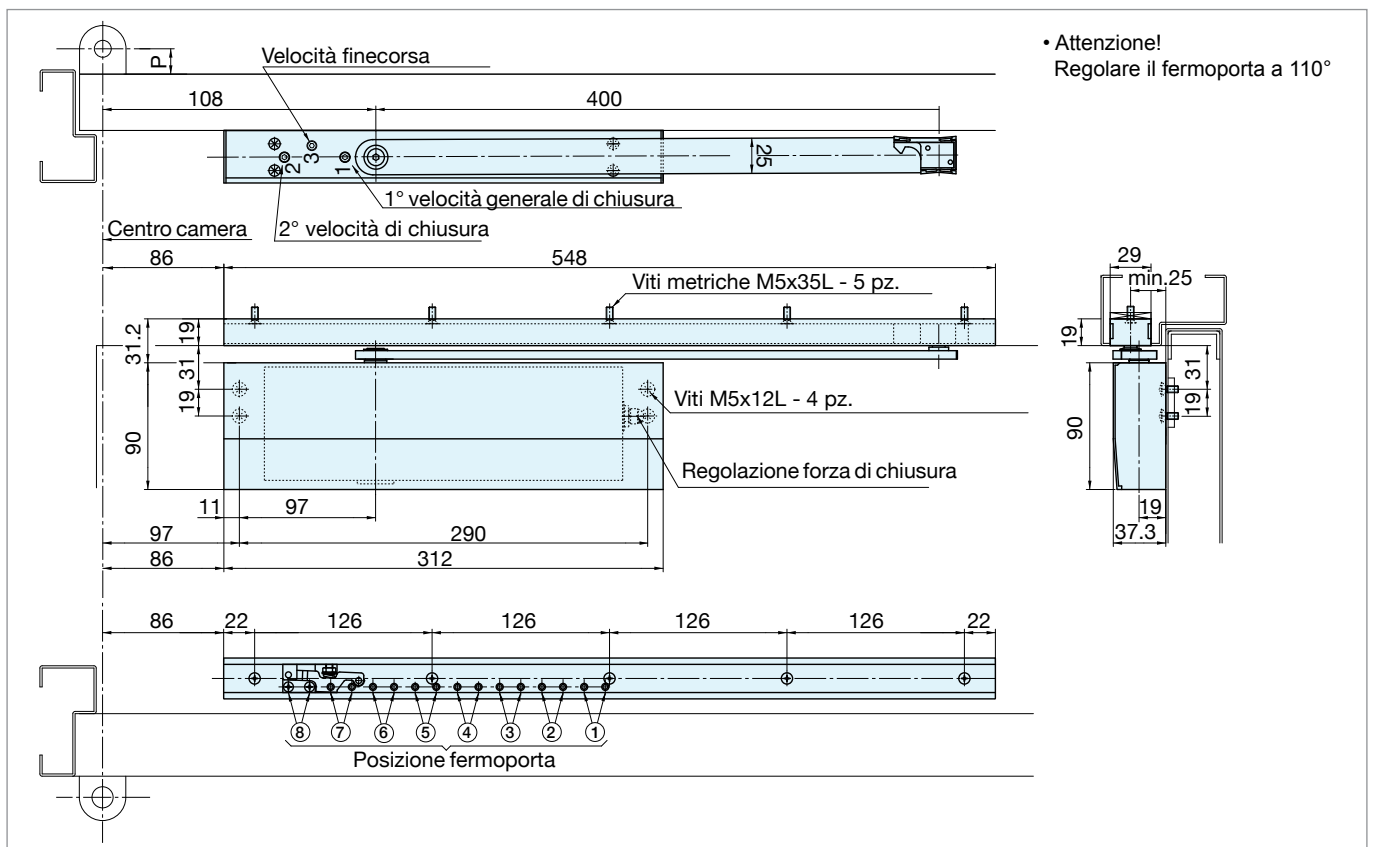 • Attenzione!
Regolare il fermoporta a 110°
P
Velocità finecorsa
108
400
2
3
1
25
1° velocità generale di chiusura
Centro camera
2° velocità di chiusura
86
548
29
min.25
Viti metriche M5x35L - 5 pz.
31.2
19
19
31
31
19
19
Viti M5x12L - 4 pz.
90
90
Regolazione forza di chiusura
11
97
19
97
290
37.3
86
312
86
22
126
126
126
126
22
⑧ ⑦ ⑥ ⑤ ④ ③ ② ①
Posizione fermoporta